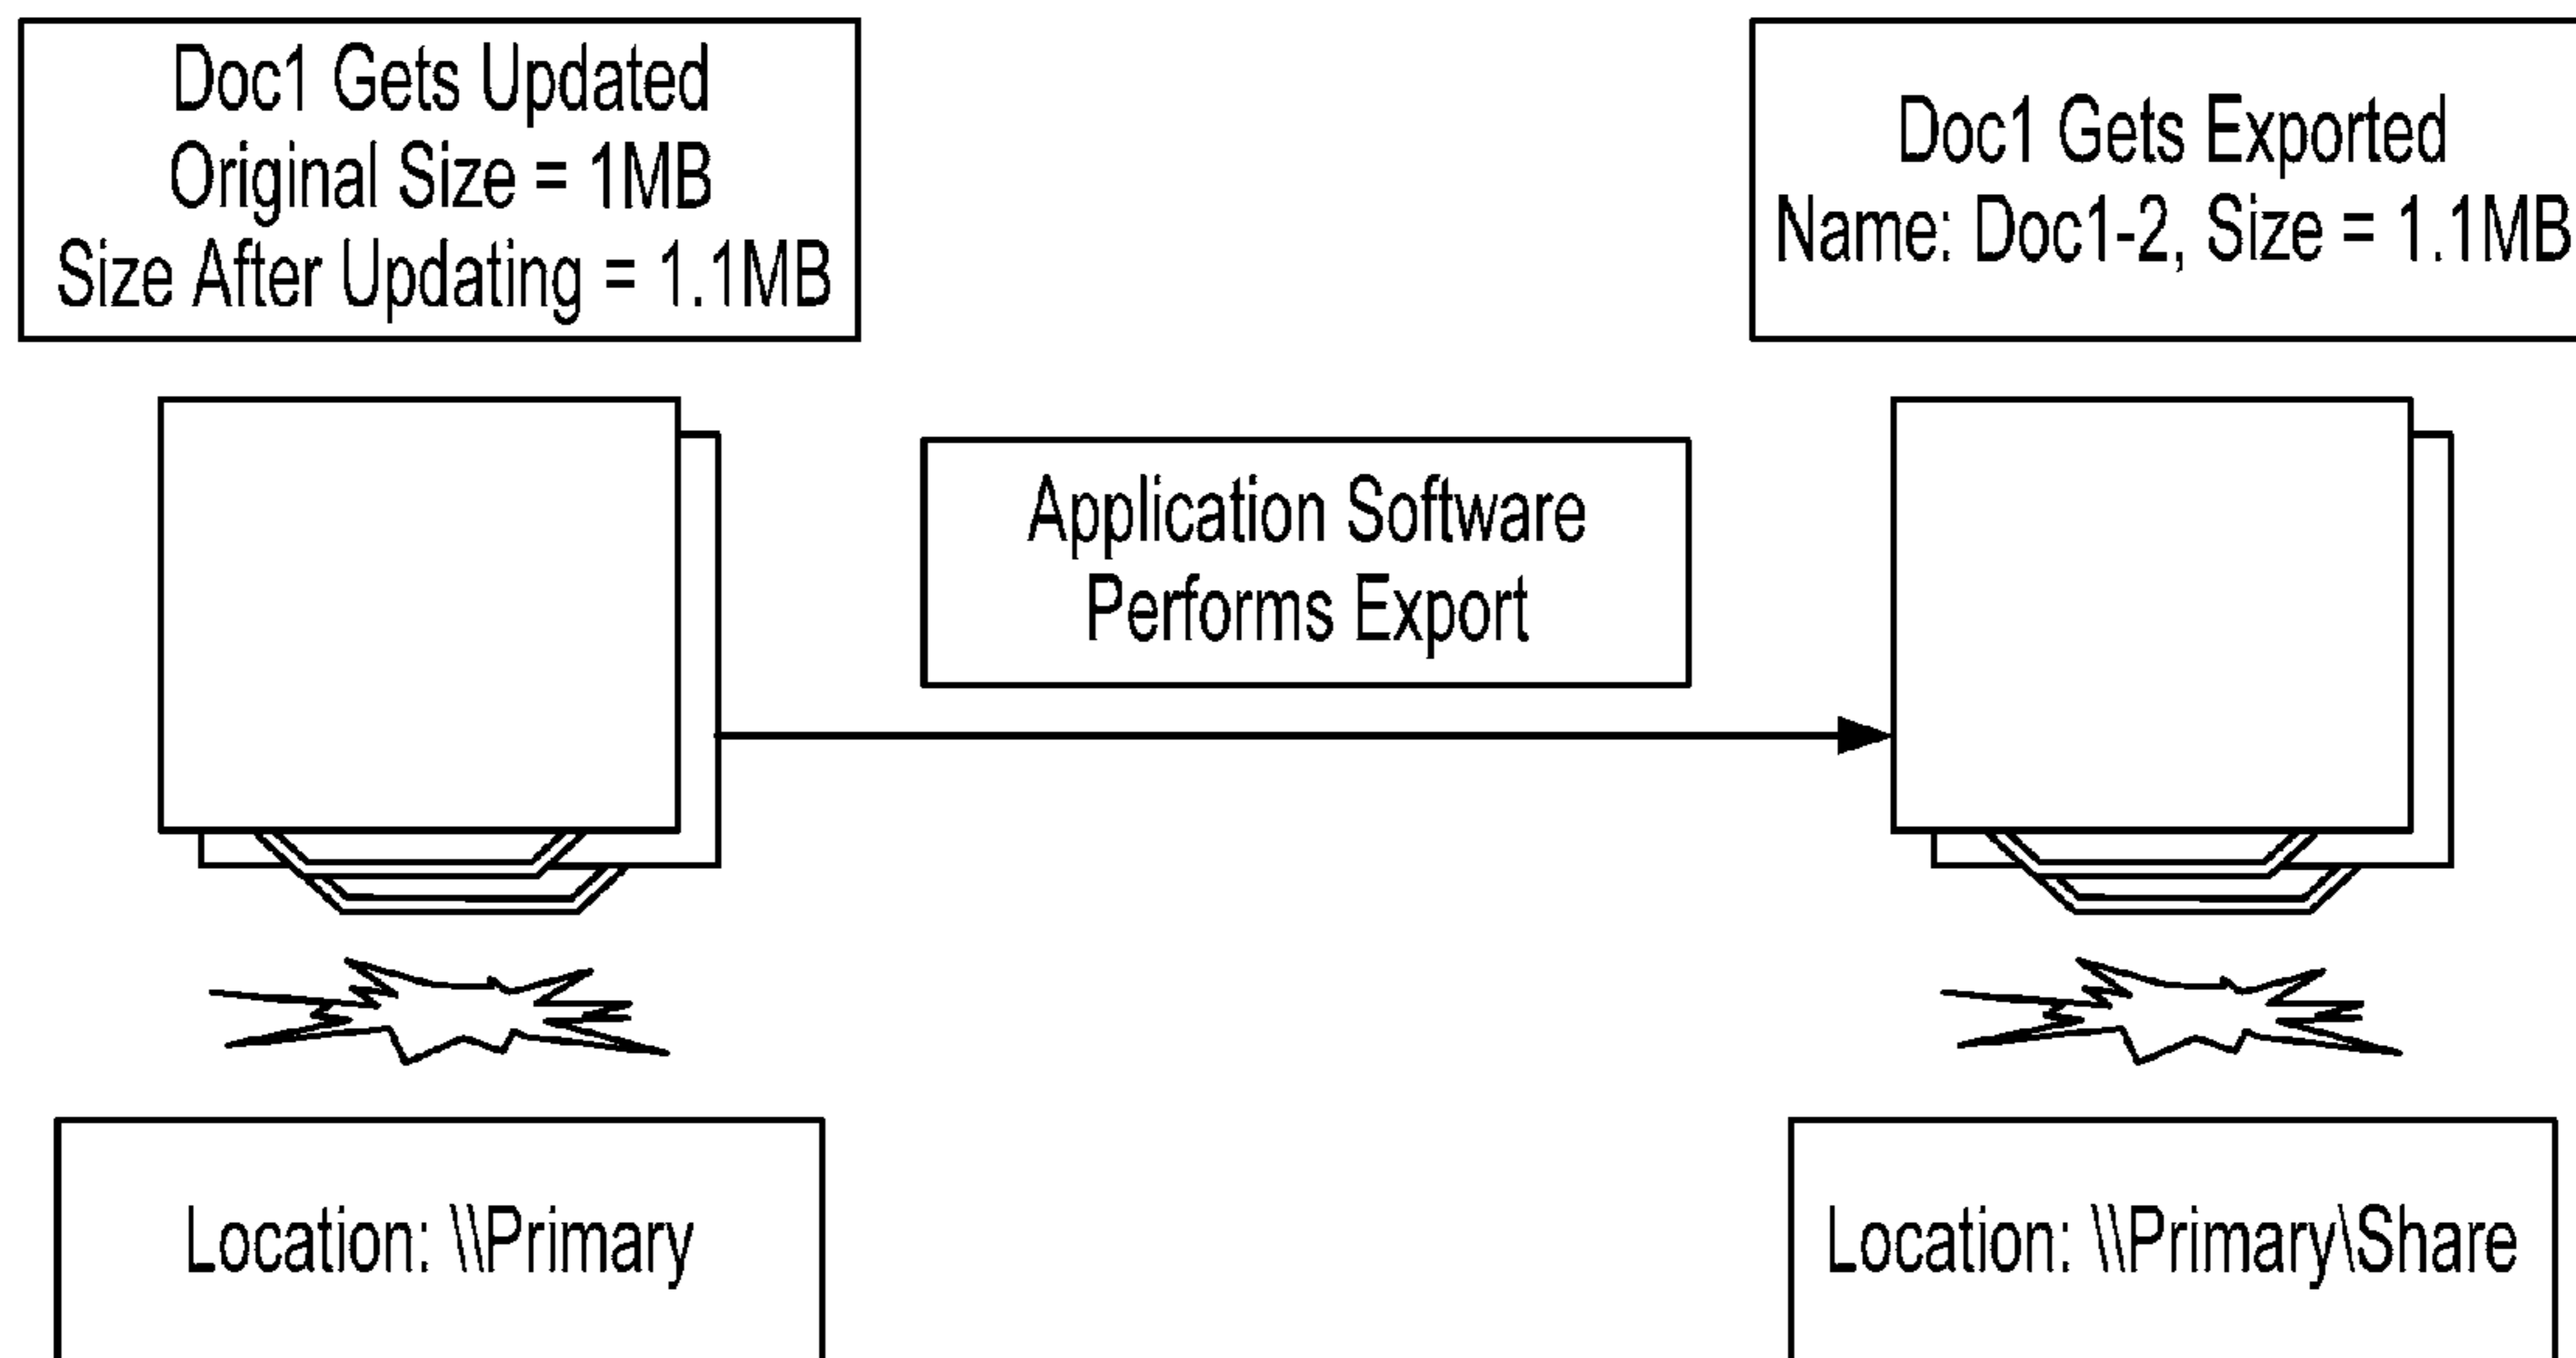 Doc1 Gets Updated
Original Size = 1MB
Size After Updating = 1.1MB
Doc1 Gets Exported
Name: Doc1-2, Size = 1.1MB
Application Software
Performs Export
Location: \\Primary
Location: \\Primary\Share